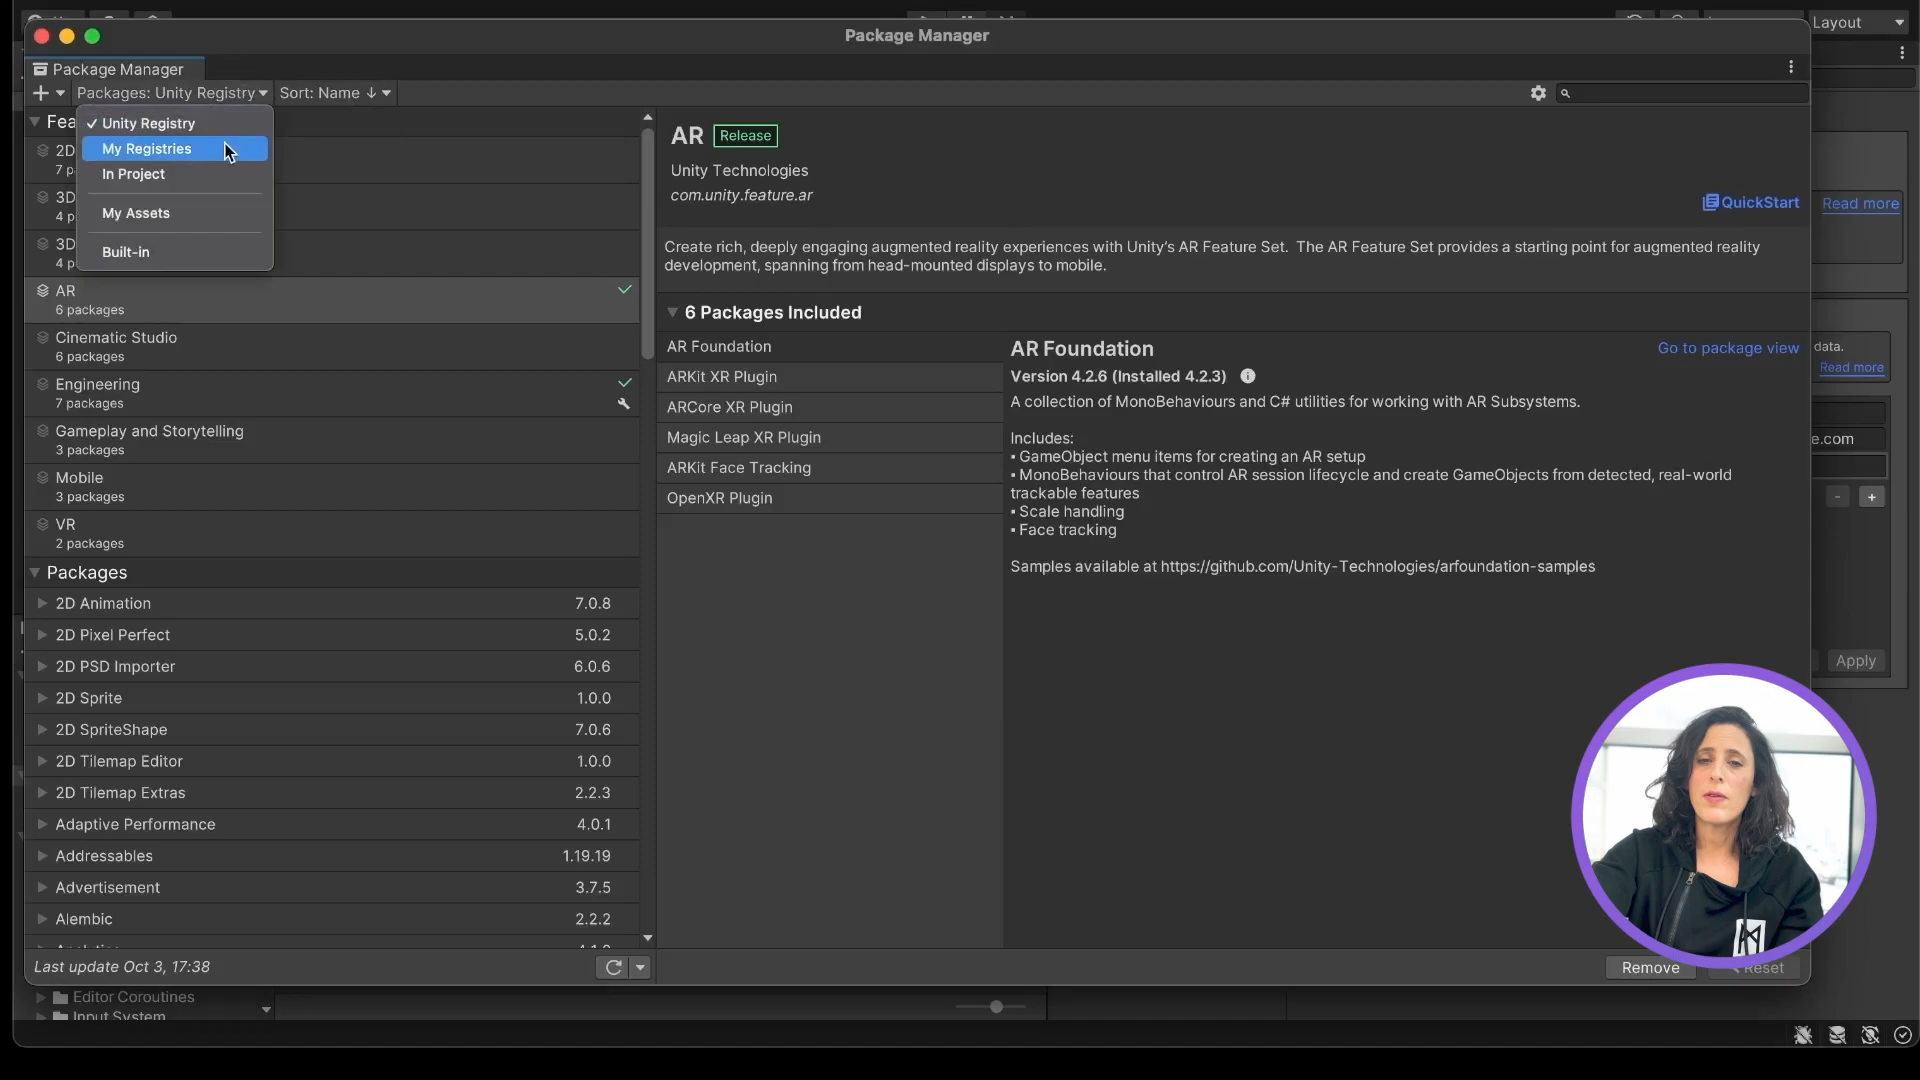 Layout
Package Manager
Package Manager
Packages: Unity Registry
Sort: Name ↓
Fea
Unity Registry
My Registries
In Project
My Assets
Built-in
2D
7 p
3D
4 p
3D
4 p
AR
6 packages
Cinematic Studio
6 packages
Engineering
7 packages
Gameplay and Storytelling
3 packages
Mobile
3 packages
VR
2 packages
Packages
2D Animation 7.0.8
2D Pixel Perfect 5.0.2
2D PSD Importer 6.0.6
2D Sprite 1.0.0
2D SpriteShape 7.0.6
2D Tilemap Editor 1.0.0
2D Tilemap Extras 2.2.3
Adaptive Performance 4.0.1
Addressables 1.19.19
Advertisement 3.7.5
Alembic 2.2.2
Last update Oct 3, 17:38
AR Release
Unity Technologies
com.unity.feature.ar
QuickStart
Create rich, deeply engaging augmented reality experiences with Unity's AR Feature Set. The AR Feature Set provides a starting point for augmented reality
development, spanning from head-mounted displays to mobile.
6 Packages Included
AR Foundation
ARKit XR Plugin
ARCore XR Plugin
Magic Leap XR Plugin
ARKit Face Tracking
OpenXR Plugin
AR Foundation
Go to package view
Version 4.2.6 (Installed 4.2.3)
A collection of MonoBehaviours and C# utilities for working with AR Subsystems.
Includes:
▪ GameObject menu items for creating an AR setup
▪ MonoBehaviours that control AR session lifecycle and create GameObjects from detected, real-world
trackable features
▪ Scale handling
▪ Face tracking
Samples available at https://github.com/Unity-Technologies/arfoundation-samples
Remove
Reset
Read more
data.
Read more
e.com
- +
Apply
Editor Coroutines
Input System